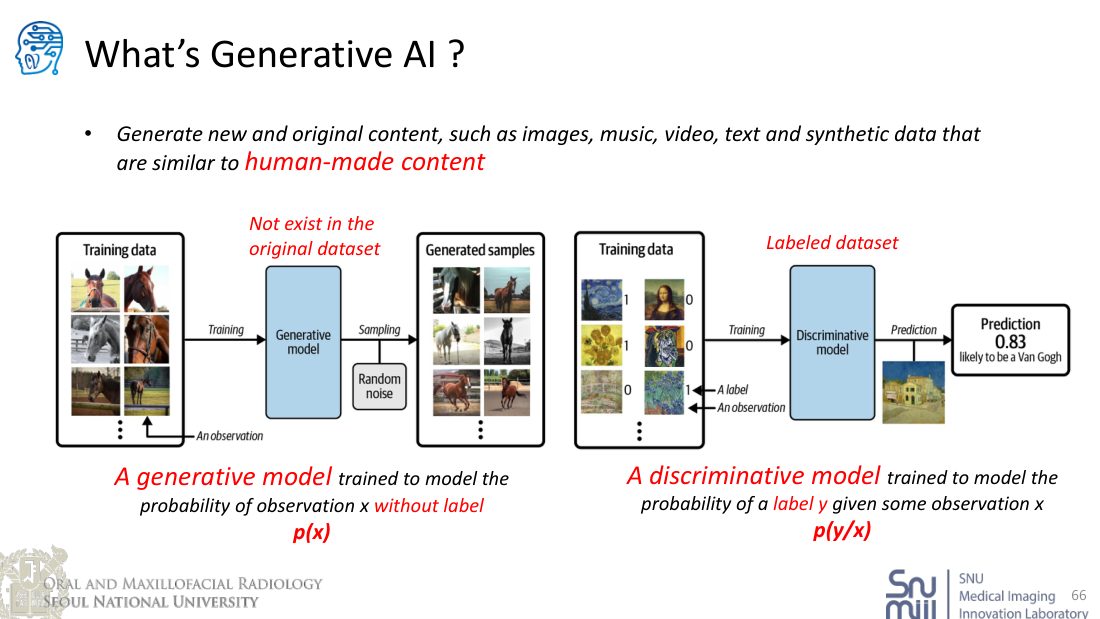 What's Generative AI ?
• Generate new and original content, such as images, music, video, text and synthetic data that
are similar to human-made content
Not exist in the
original dataset
Training data
Training
Generative
model
Sampling
Random
noise
Generated samples
An observation
A generative model trained to model the
probability of observation x without label
p(x)
Labeled dataset
Training data
1
0
1
0
0
1
A label
An observation
Training
Discriminative
model
Prediction
Prediction
0.83
likely to be a Van Gogh
A discriminative model trained to model the
probability of a label y given some observation x
p(y/x)
ORAL AND MAXILLOFACIAL RADIOLOGY
SEOUL NATIONAL UNIVERSITY
SNU
mill
SNU
Medical Imaging
Innovation Laboratory
66